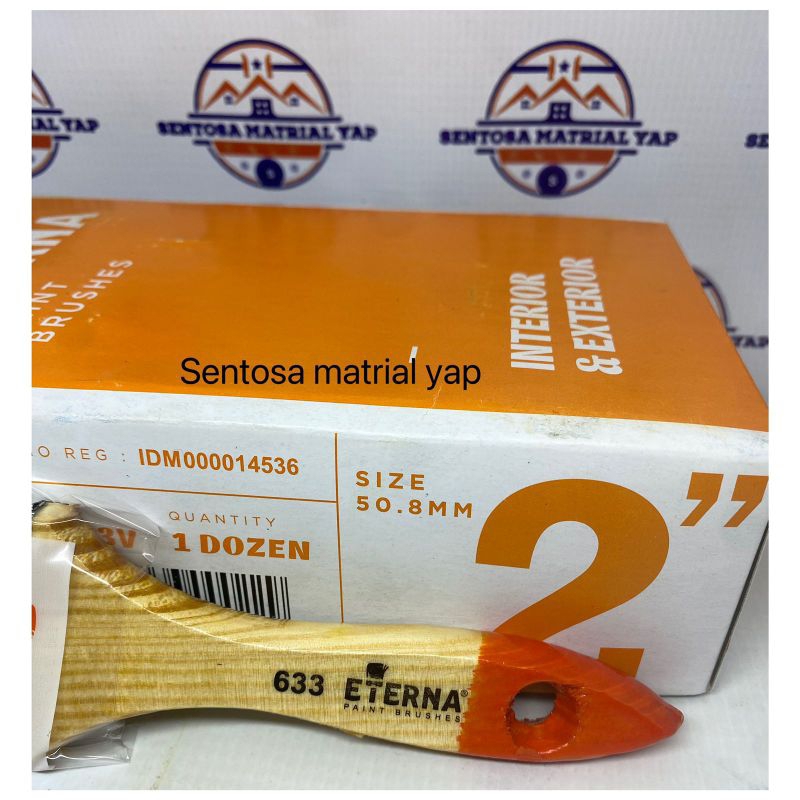 SENTOSA MATRIAL YAP
SENTOSA MATRIAL YAP
BRUSHES
INTERIOR
& EXTERIOR
Sentosa matrial yap
REG : IDM000014536
SIZE
50.8MM
2”
QUANTITY
3V
1 DOZEN
633 ETERNA®
PAINT BRUSHES